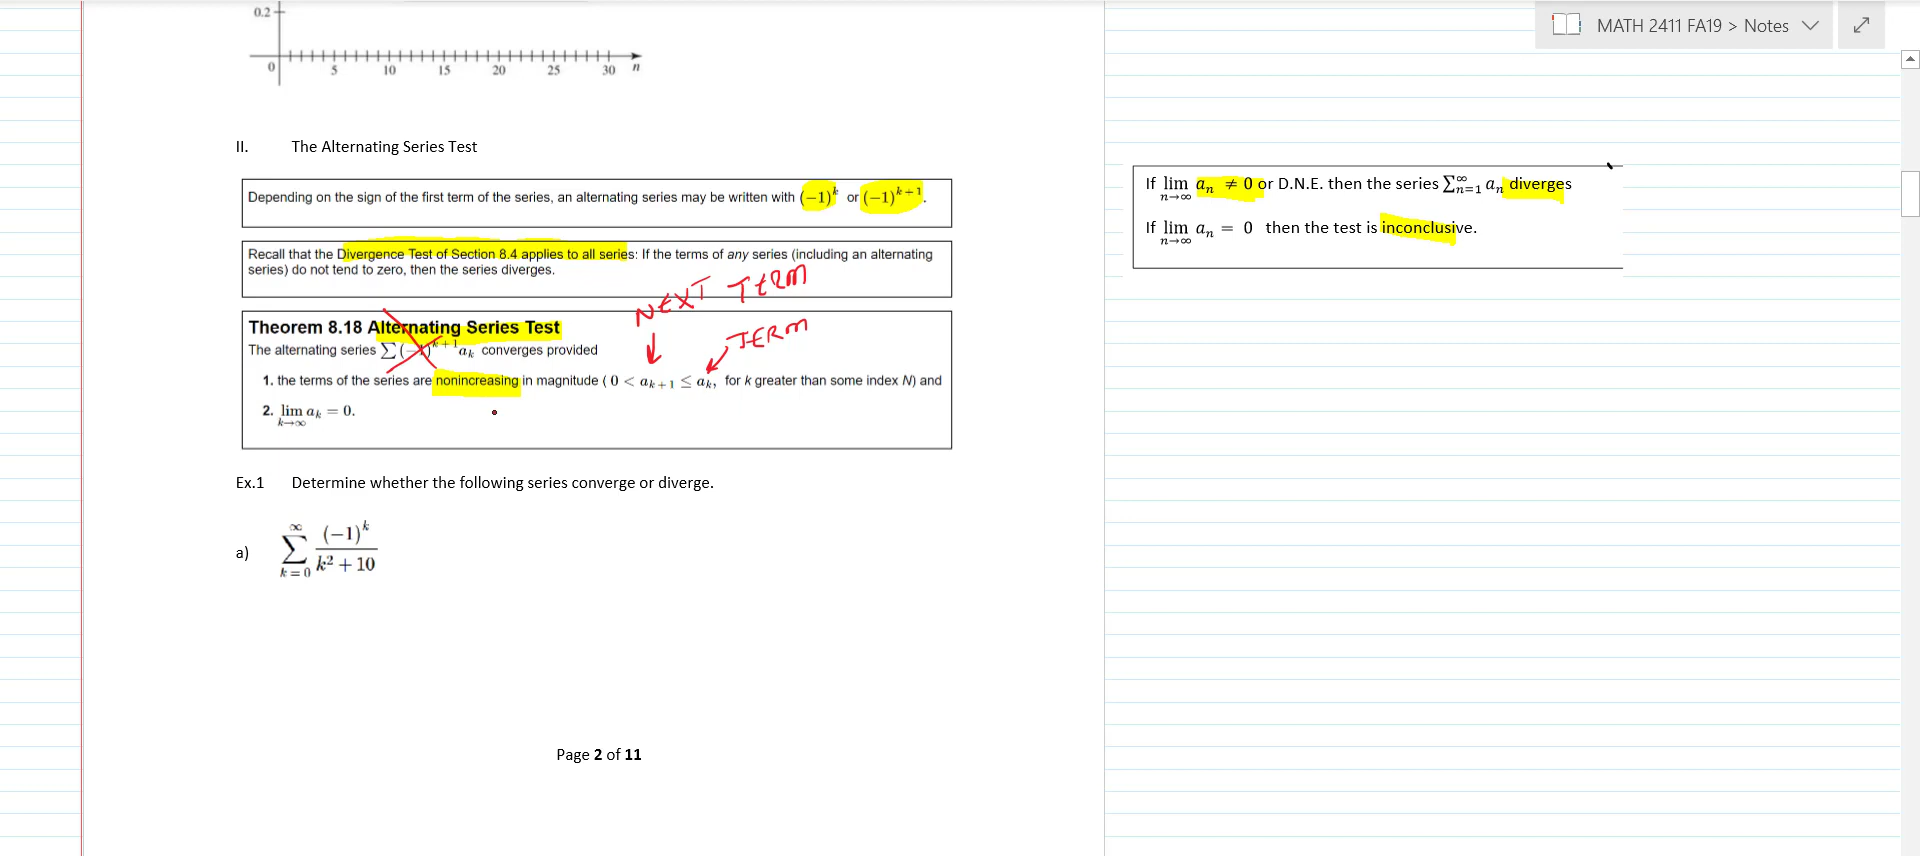 MATH 2411 FA19 > Notes
0.2
0 5 10 15 20 25 30 n
II. The Alternating Series Test
Depending on the sign of the first term of the series, an alternating series may be written with (−1)^k or (−1)^{k+1}.
Recall that the Divergence Test of Section 8.4 applies to all series: If the terms of any series (including an alternating
series) do not tend to zero, then the series diverges.
NEXT TERM
TERM
Theorem 8.18 Alternating Series Test
The alternating series ∑(−1)^{k+1} a_k converges provided
1. the terms of the series are nonincreasing in magnitude ( 0 < a_{k+1} ≤ a_k, for k greater than some index N) and
2. lim_{k→∞} a_k = 0.
Ex.1 Determine whether the following series converge or diverge.
a) ∑_{k=0}^{∞} (−1)^k / (k² + 10)
Page 2 of 11
If lim_{n→∞} a_n ≠ 0 or D.N.E. then the series ∑_{n=1}^{∞} a_n diverges
If lim_{n→∞} a_n = 0 then the test is inconclusive.